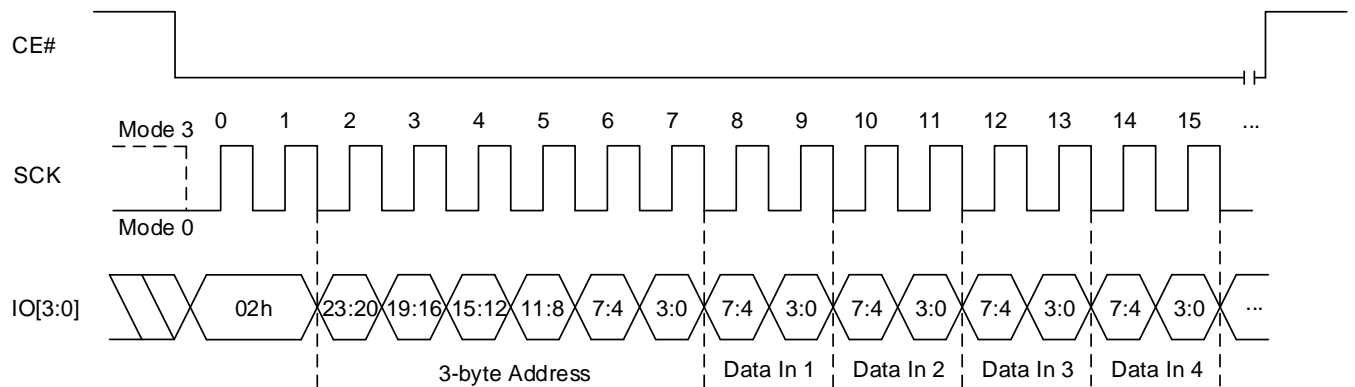 CE#
Mode 3 0 1 2 3 4 5 6 7 8 9 10 11 12 13 14 15 ...
SCK
Mode 0
IO[3:0] 02h 23:20 19:16 15:12 11:8 7:4 3:0 7:4 3:0 7:4 3:0 7:4 3:0 7:4 3:0 ...
3-byte Address Data In 1 Data In 2 Data In 3 Data In 4